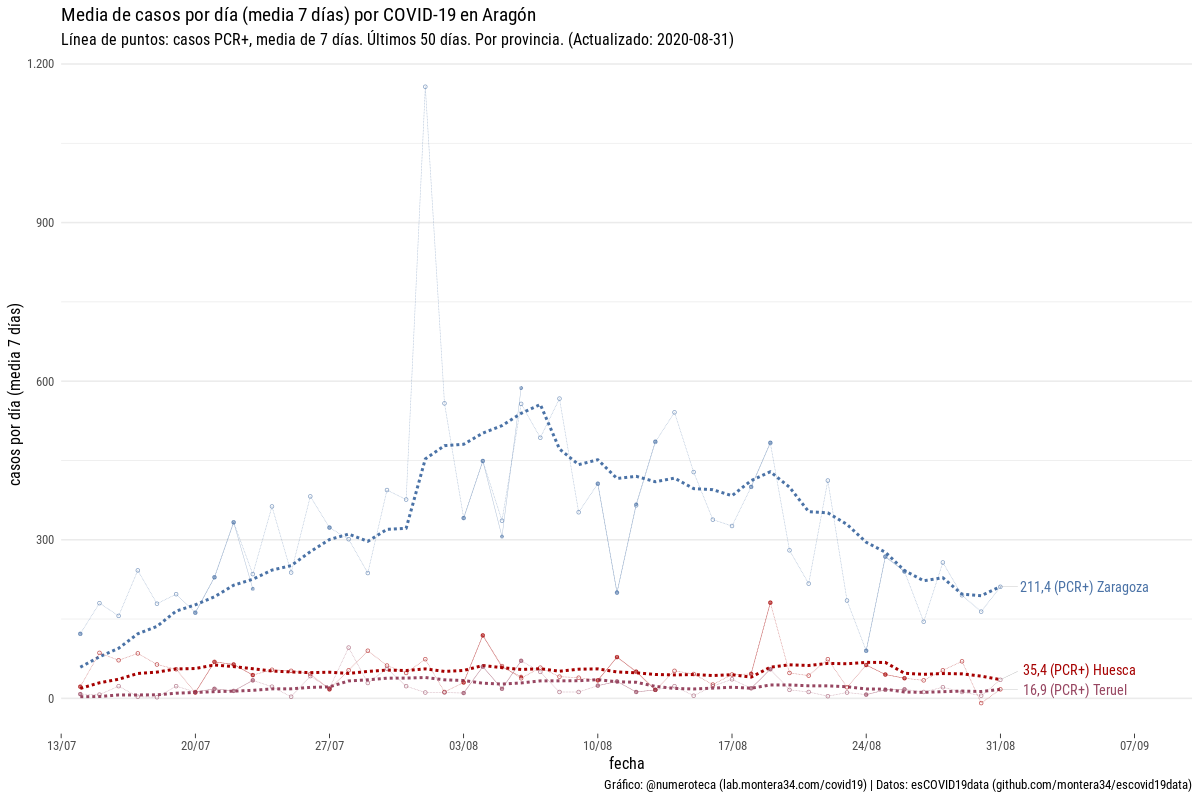 Media de casos por día (media 7 días) por COVID-19 en Aragón
Línea de puntos: casos PCR+, media de 7 días. Últimos 50 días. Por provincia. (Actualizado: 2020-08-31)
casos por día (media 7 días)
1.200
900
600
300
0
211,4 (PCR+) Zaragoza
35,4 (PCR+) Huesca
16,9 (PCR+) Teruel
13/07 20/07 27/07 03/08 10/08 17/08 24/08 31/08 07/09
fecha
Gráfico: @numeroteca (lab.montera34.com/covid19) | Datos: esCOVID19data (github.com/montera34/escovid19data)